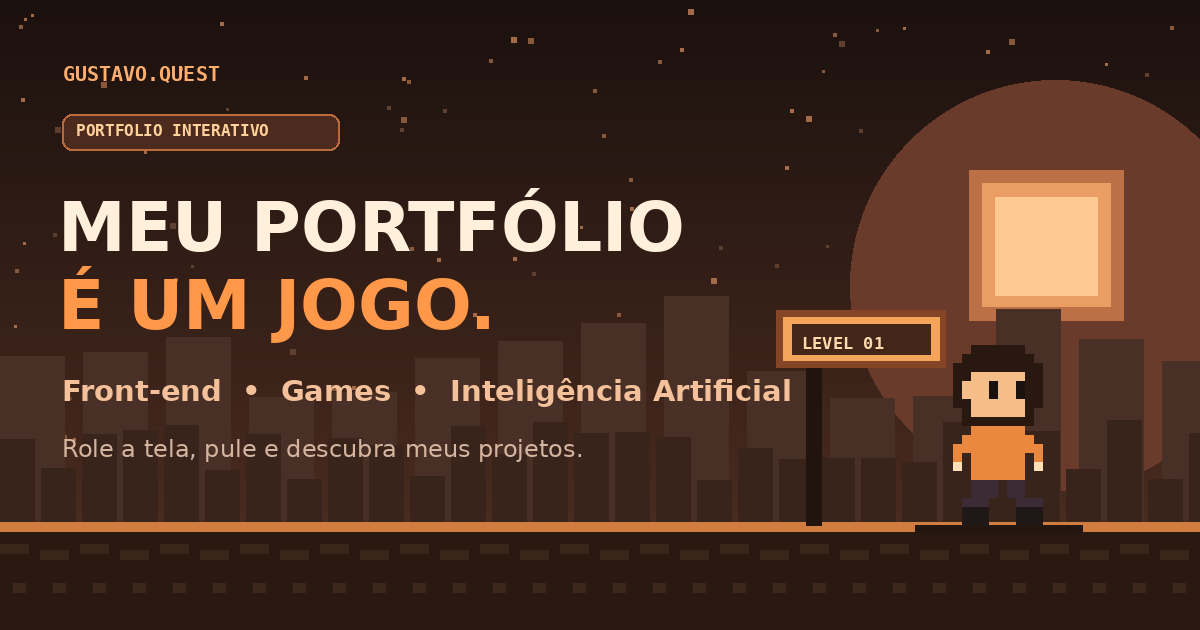 GUSTAVO.QUEST
PORTFOLIO INTERATIVO
MEU PORTFÓLIO
É UM JOGO.
Front-end • Games • Inteligência Artificial
Role a tela, pule e descubra meus projetos.
LEVEL 01